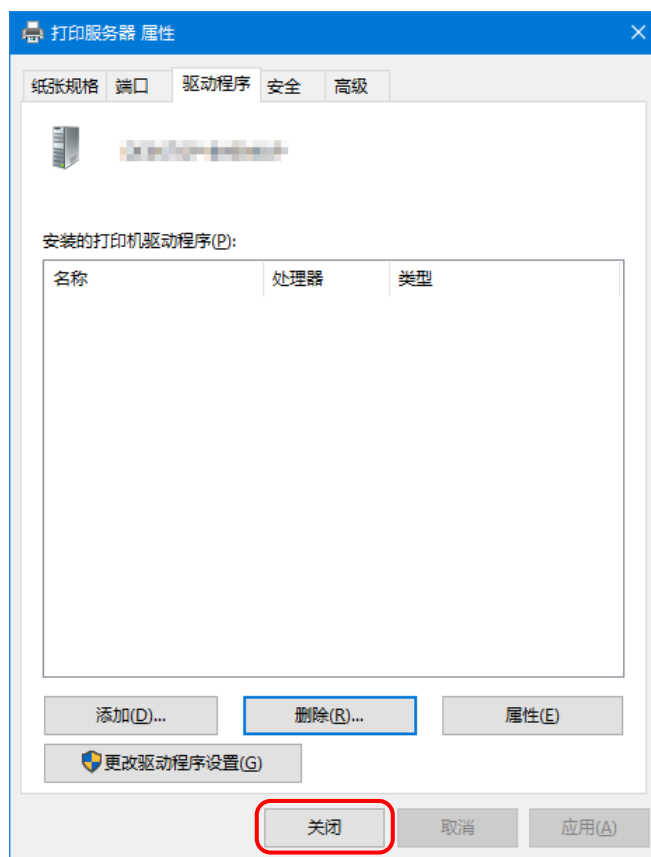 打印服务器 属性
纸张规格 端口 驱动程序 安全 高级
安装的打印机驱动程序(P):
名称 处理器 类型
添加(D)... 删除(R)... 属性(E)
更改驱动程序设置(G)
关闭 取消 应用(A)